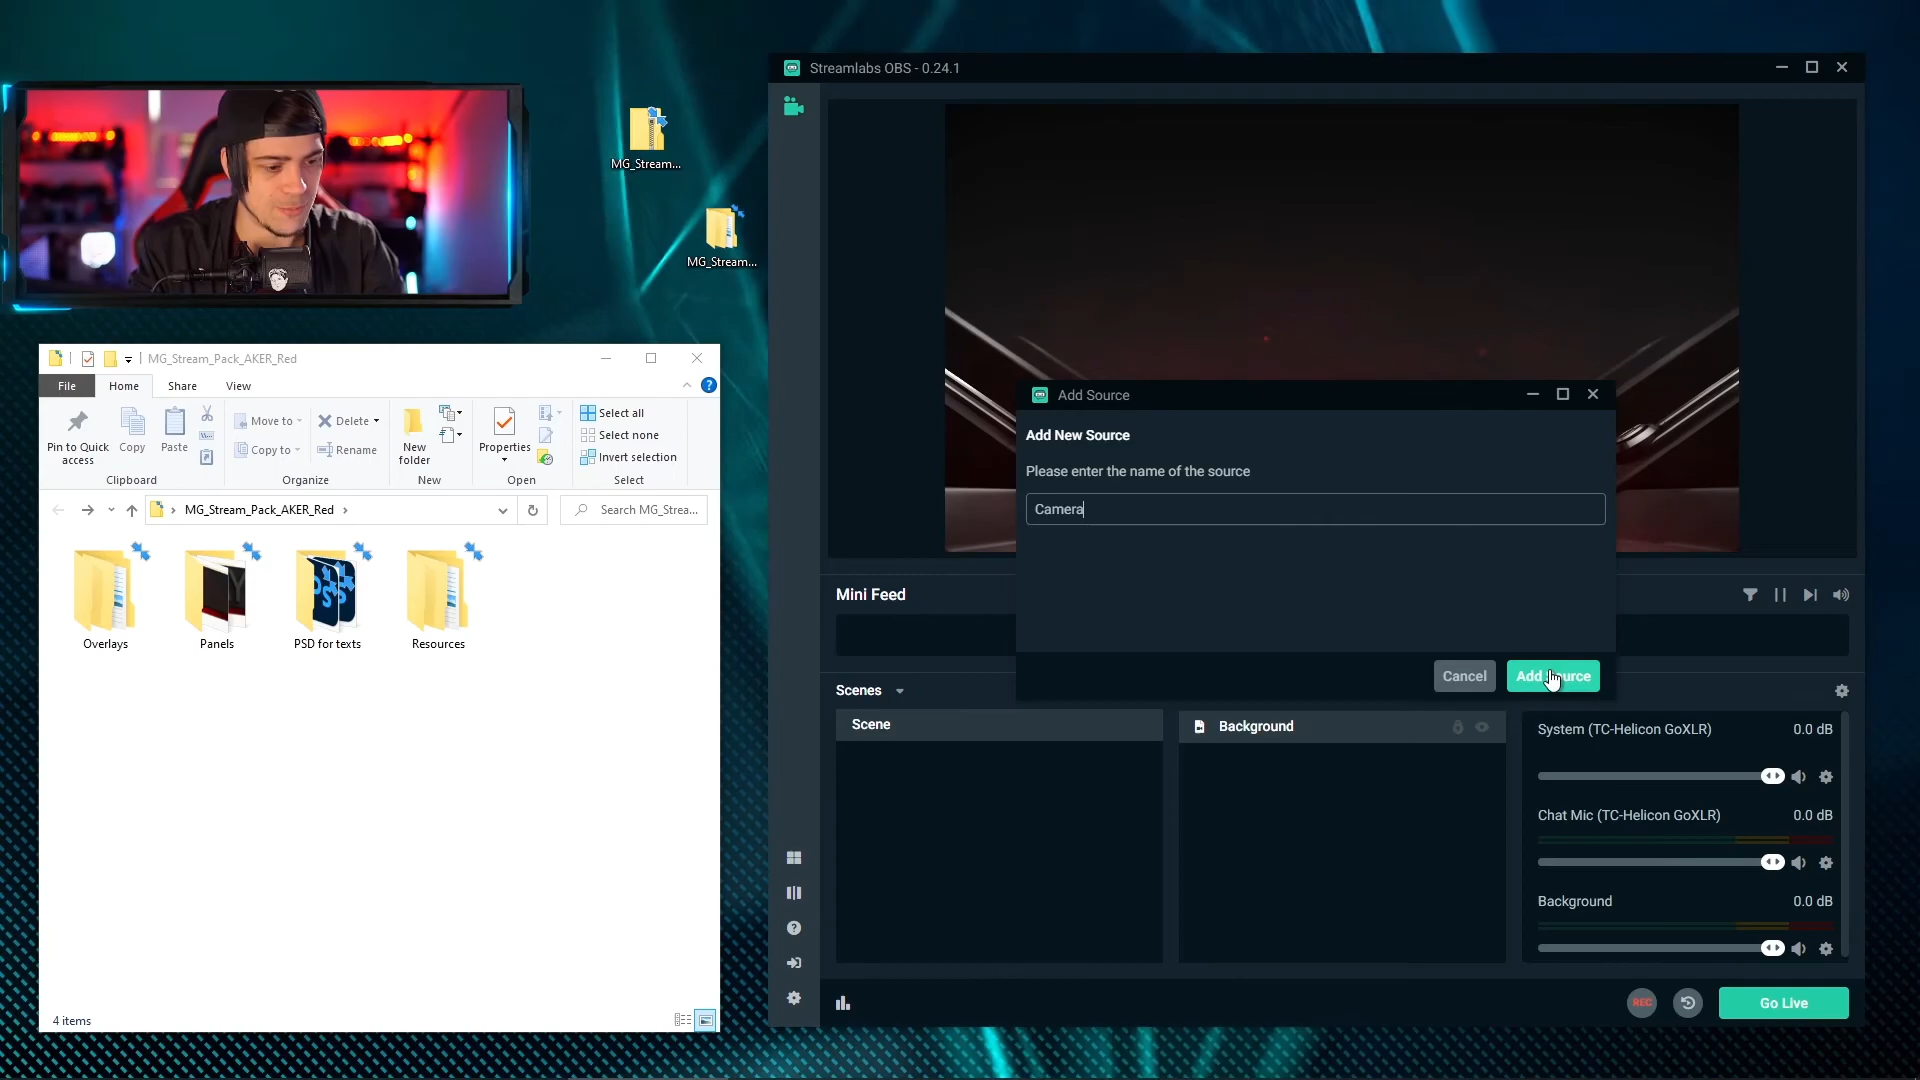 MG_Stream...
MG_Stream...
MG_Stream_Pack_AKER_Red
File
Home
Share
View
Pin to Quick access
Copy
Paste
Clipboard
Move to
Copy to
Delete
Rename
Organize
New folder
New
Properties
Open
Select all
Select none
Invert selection
Select
MG_Stream_Pack_AKER_Red
Search MG_Strea...
Overlays
Panels
PSD for texts
Resources
4 items
Streamlabs OBS - 0.24.1
Add Source
Add New Source
Please enter the name of the source
Camera
Cancel
Mini Feed
Scenes
Scene
Background
System (TC-Helicon GoXLR)
0.0 dB
Chat Mic (TC-Helicon GoXLR)
0.0 dB
Background
0.0 dB
REC
Go Live